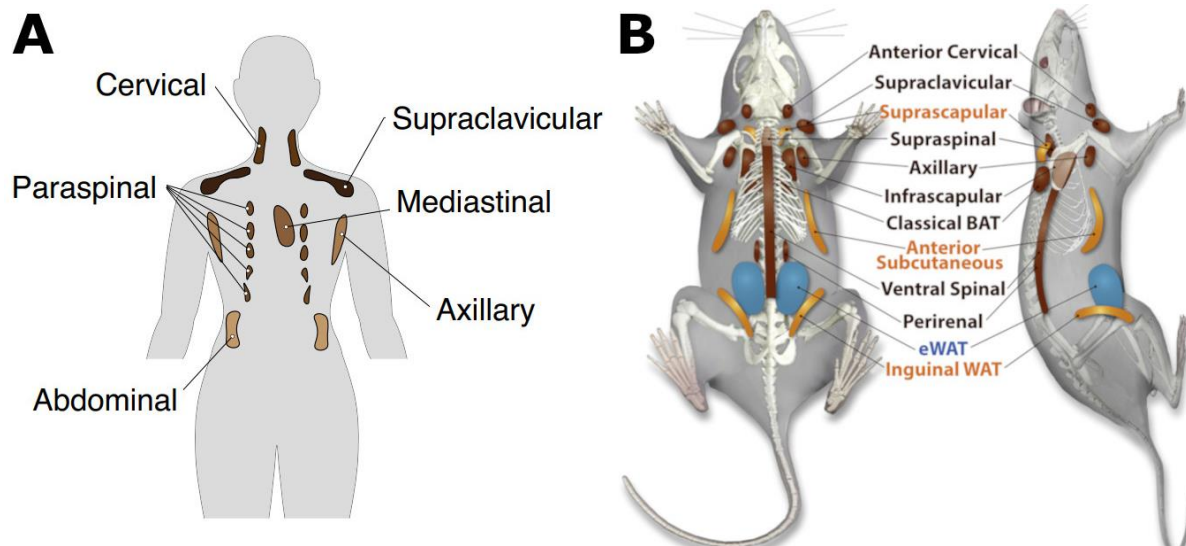 A
Cervical
Supraclavicular
Paraspinal
Mediastinal
Axillary
Abdominal
B
Anterior Cervical
Supraclavicular
Suprascapular
Supraspinal
Axillary
Infrascapular
Classical BAT
Anterior
Subcutaneous
Ventral Spinal
Perirenal
eWAT
Inguinal WAT